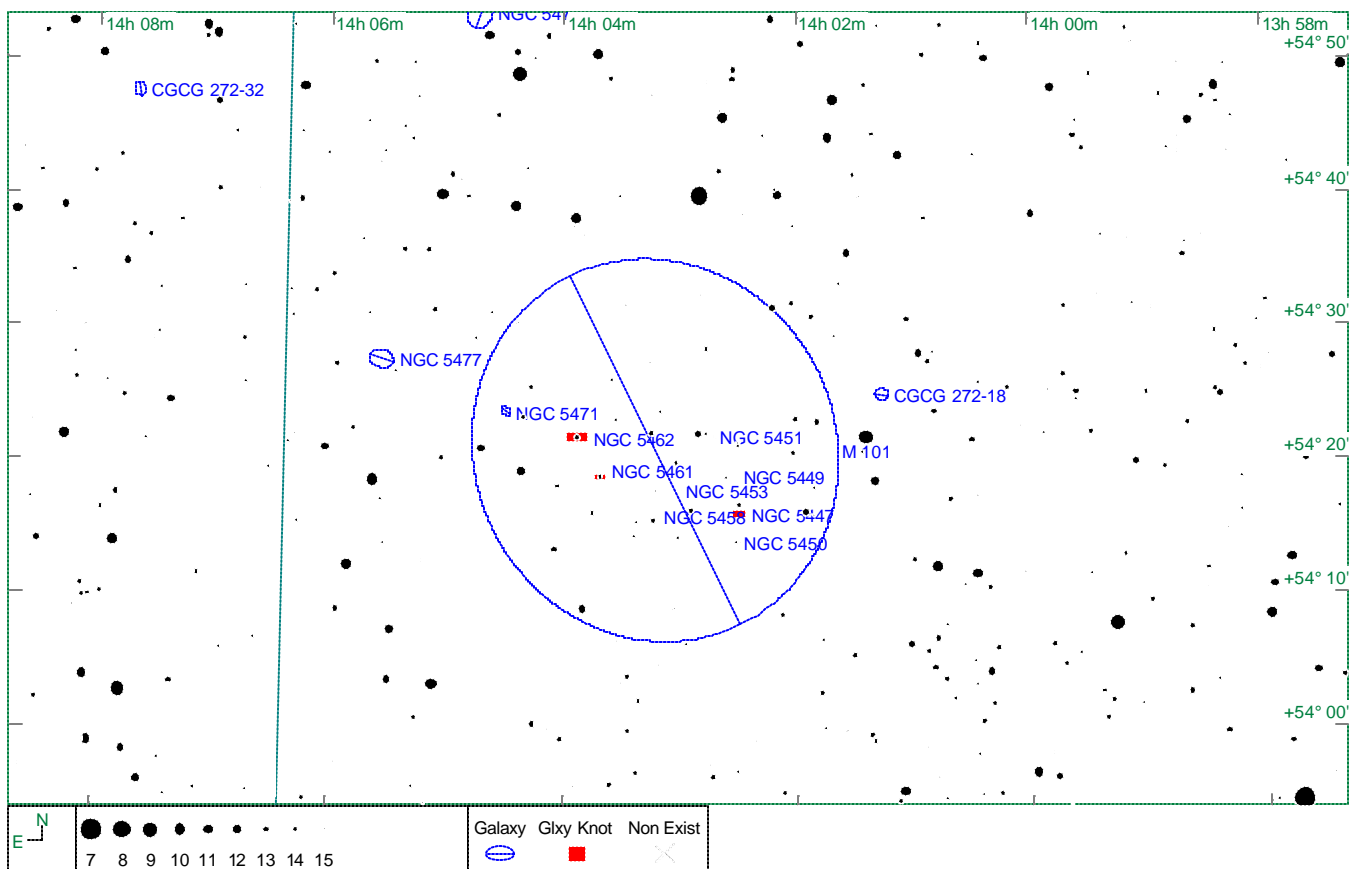 NGC 547
14h 08m 14h 06m 14h 04m 14h 02m 14h 00m 13h 58m
+54° 50'
CGCG 272-32
+54° 40'
+54° 30'
NGC 5477
CGCG 272-18
NGC 5471
NGC 5462 NGC 5451
M 101
+54° 20'
NGC 5461 NGC 5449
NGC 5453
NGC 5458 NGC 5447
NGC 5450
+54° 10'
+54° 00'
N
E
Galaxy Glxy Knot Non Exist
7 8 9 10 11 12 13 14 15